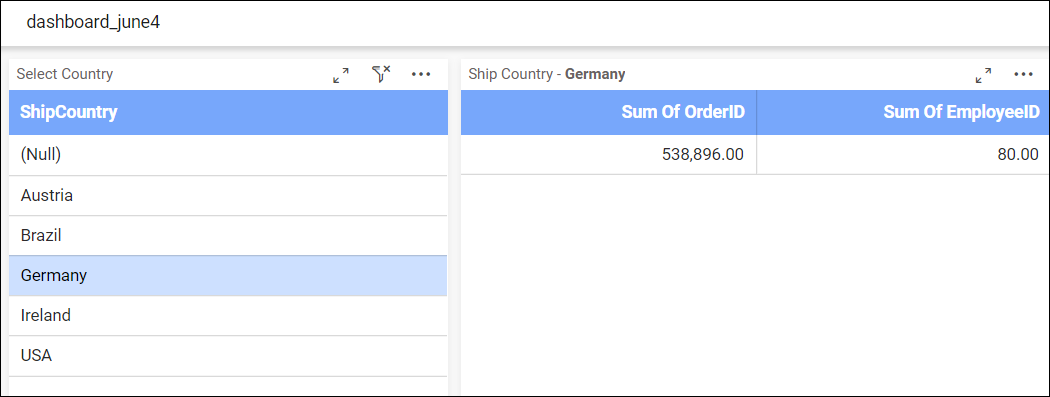 dashboard_june4
Select Country
ShipCountry
(Null)
Austria
Brazil
Germany
Ireland
USA
Ship Country - Germany
Sum Of OrderID Sum Of EmployeeID
538,896.00 80.00